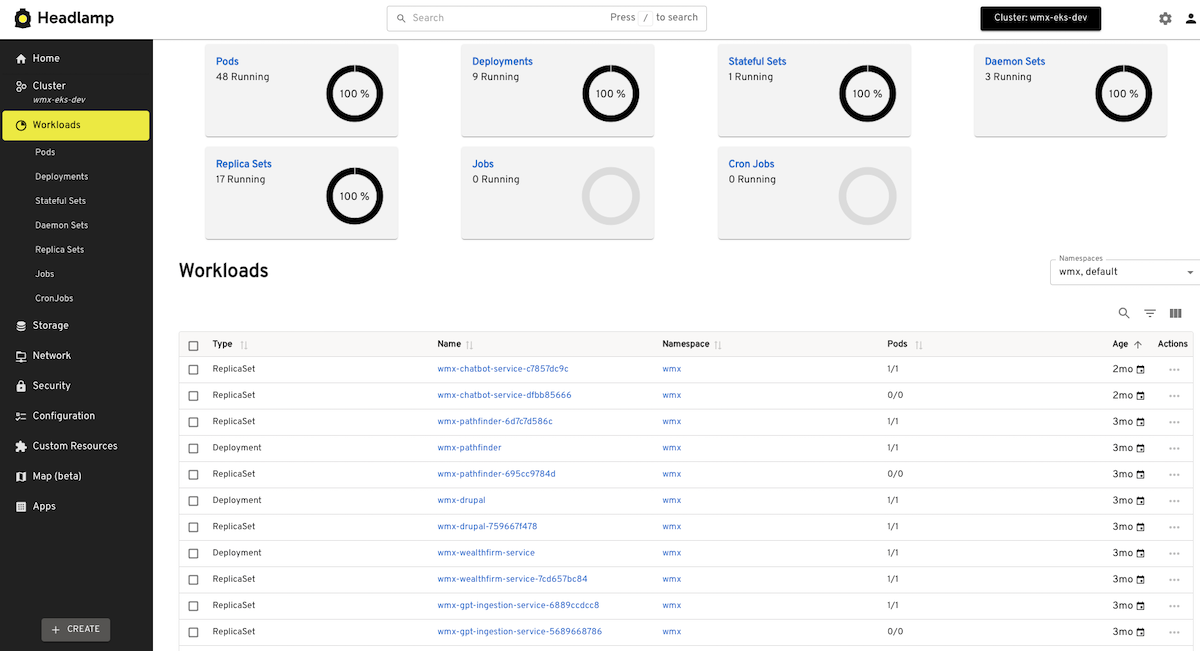 Headlamp
Search Press / to search
Cluster: wmx-eks-dev
Home
Cluster
wmx-eks-dev
Workloads
Pods
Deployments
Stateful Sets
Daemon Sets
Replica Sets
Jobs
CronJobs
Storage
Network
Security
Configuration
Custom Resources
Map (beta)
Apps
CREATE
Pods
48 Running
100 %
Deployments
9 Running
100 %
Stateful Sets
1 Running
100 %
Daemon Sets
3 Running
100 %
Replica Sets
17 Running
100 %
Jobs
0 Running
Cron Jobs
0 Running
Workloads
Namespaces
wmx, default
Type Name Namespace Pods Age Actions
ReplicaSet wmx-chatbot-service-c7857dc9c wmx 1/1 2mo
ReplicaSet wmx-chatbot-service-dfbb85666 wmx 0/0 2mo
ReplicaSet wmx-pathfinder-6d7c7d586c wmx 1/1 3mo
Deployment wmx-pathfinder wmx 1/1 3mo
ReplicaSet wmx-pathfinder-695cc9784d wmx 0/0 3mo
Deployment wmx-drupal wmx 1/1 3mo
ReplicaSet wmx-drupal-759667f478 wmx 1/1 3mo
Deployment wmx-wealthfirm-service wmx 1/1 3mo
ReplicaSet wmx-wealthfirm-service-7cd657bc84 wmx 1/1 3mo
ReplicaSet wmx-gpt-ingestion-service-6889ccdcc8 wmx 1/1 3mo
ReplicaSet wmx-gpt-ingestion-service-5689668786 wmx 0/0 3mo